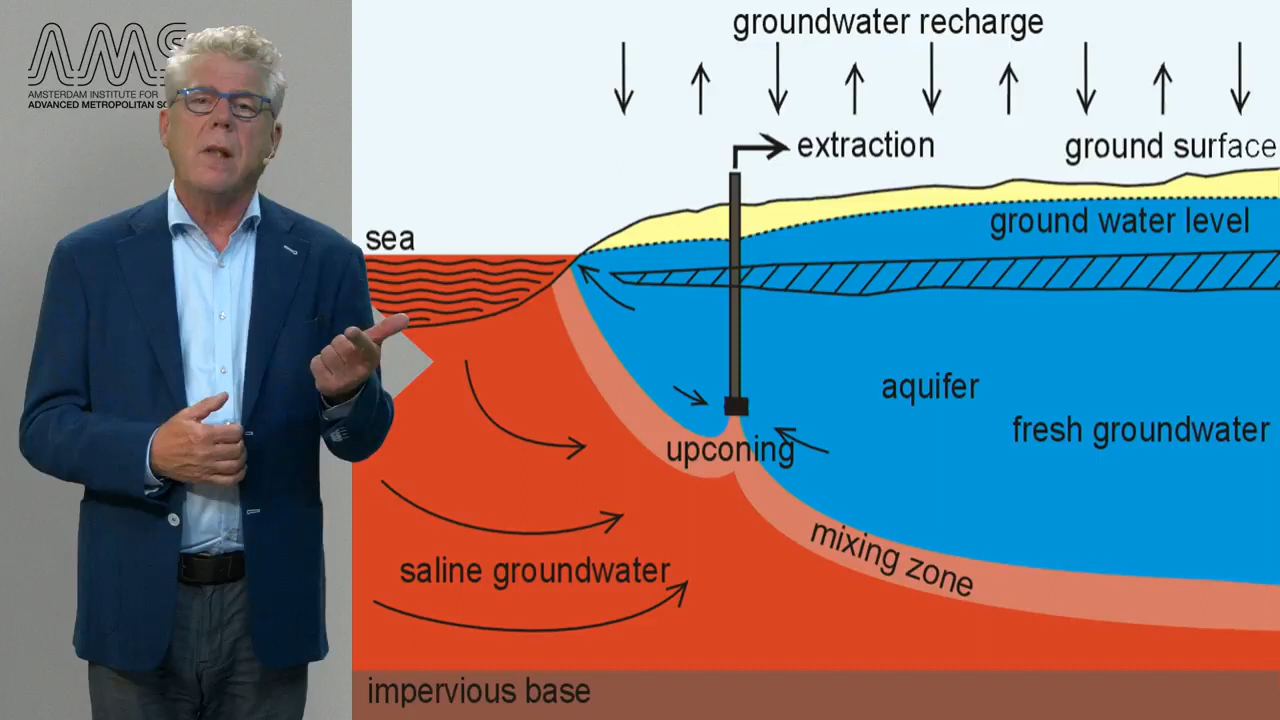 AMS
AMSTERDAM INSTITUTE FOR
ADVANCED METROPOLITAN
groundwater recharge
extraction
ground surface
ground water level
sea
aquifer
fresh groundwater
upconing
mixing zone
saline groundwater
impervious base